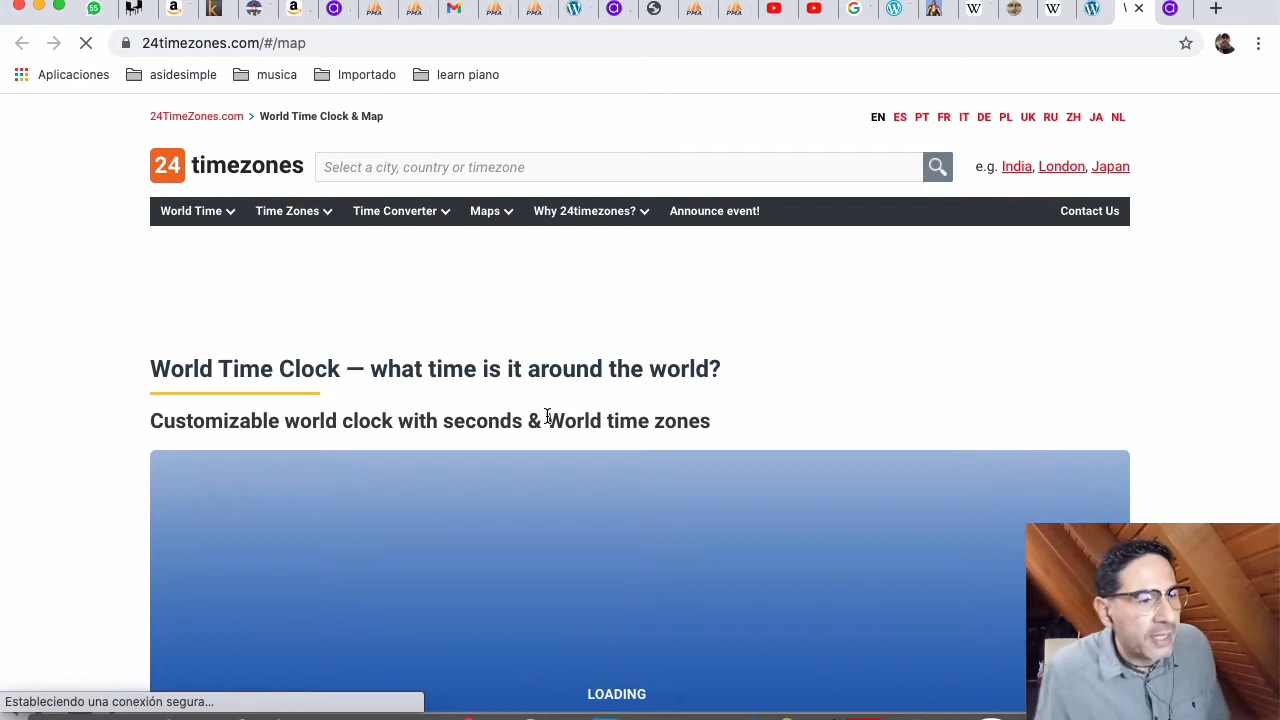 55
24timezones.com/#/map
Aplicaciones asidesimple musica Importado learn piano
24TimeZones.com > World Time Clock & Map
EN ES PT FR IT DE PL UK RU ZH JA NL
24 timezones
Select a city, country or timezone
e.g. India, London, Japan
World Time Time Zones Time Converter Maps Why 24timezones? Announce event! Contact Us
World Time Clock — what time is it around the world?
Customizable world clock with seconds & World time zones
LOADING
Estableciendo una conexión segura...